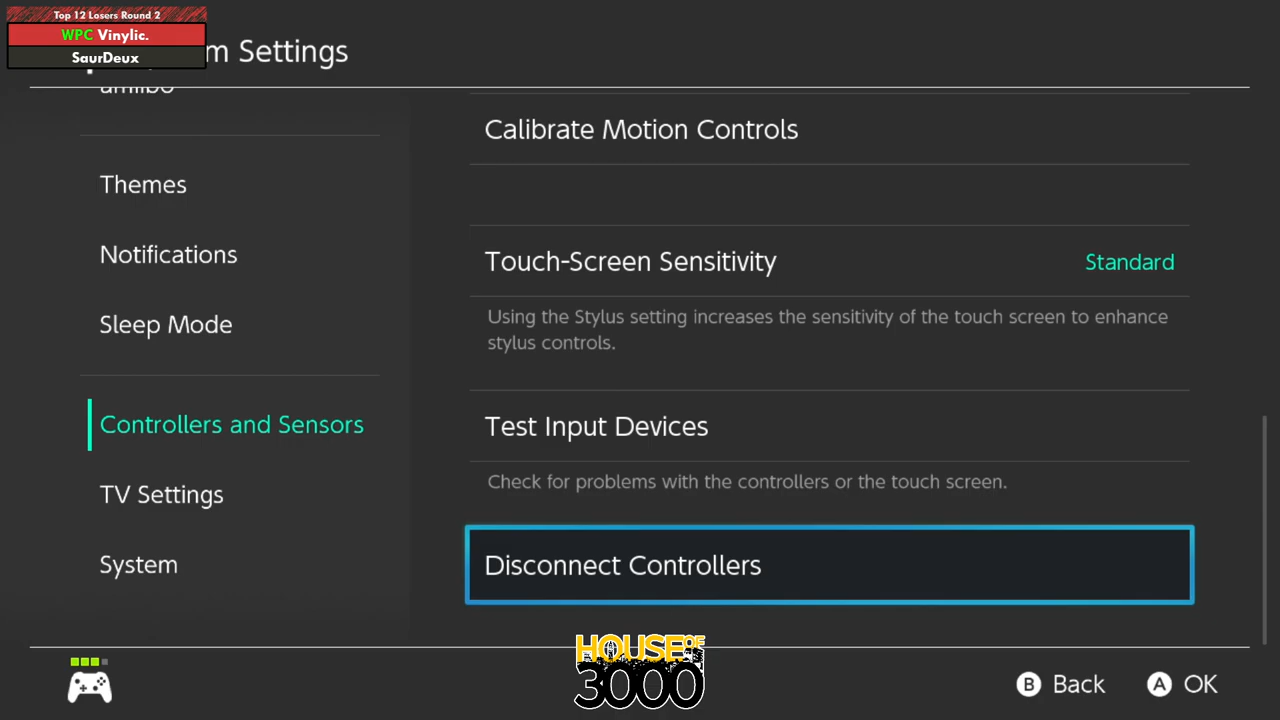 Top 12 Losers Round 2
WPC Vinylic.
SaurDeux
m Settings
amiibo
Themes
Notifications
Sleep Mode
Controllers and Sensors
TV Settings
System
Calibrate Motion Controls
Touch-Screen Sensitivity Standard
Using the Stylus setting increases the sensitivity of the touch screen to enhance
stylus controls.
Test Input Devices
Check for problems with the controllers or the touch screen.
Disconnect Controllers
HOUSE OF
3000
B Back A OK